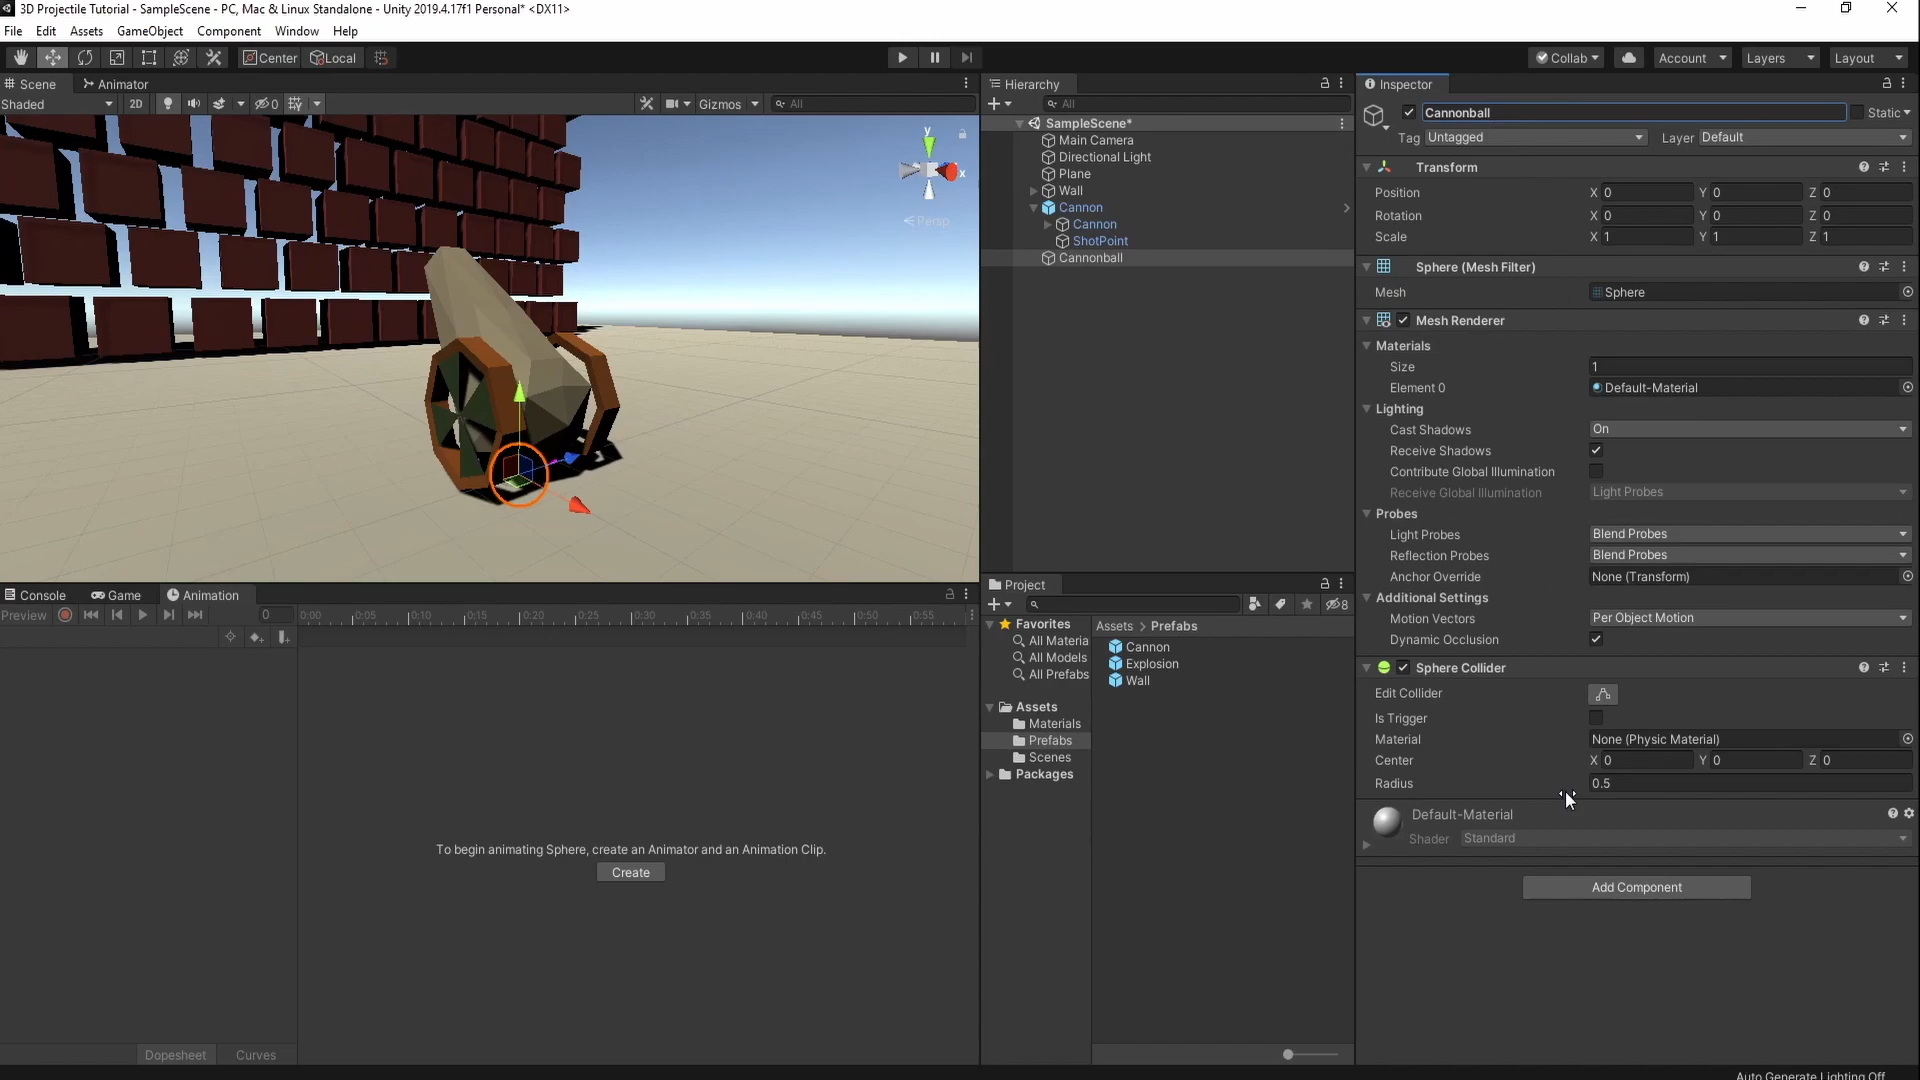 3D Projectile Tutorial - SampleScene - PC, Mac & Linux Standalone - Unity 2019.4.17f1 Personal* <DX11>
File Edit Assets GameObject Component Window Help
Center Local Collab Account Layers Layout
Scene Animator
Shaded 2D 0 Gizmos All
y
x
Persp
Hierarchy
All
SampleScene*
Main Camera
Directional Light
Plane
Wall
Cannon
Cannon
ShotPoint
Cannonball
Inspector
Cannonball Static
Tag Untagged Layer Default
Transform
Position X 0 Y 0 Z 0
Rotation X 0 Y 0 Z 0
Scale X 1 Y 1 Z 1
Sphere (Mesh Filter)
Mesh Sphere
Mesh Renderer
Materials
Size 1
Element 0 Default-Material
Lighting
Cast Shadows On
Receive Shadows
Contribute Global Illumination
Receive Global Illumination Light Probes
Probes
Light Probes Blend Probes
Reflection Probes Blend Probes
Anchor Override None (Transform)
Additional Settings
Motion Vectors Per Object Motion
Dynamic Occlusion
Sphere Collider
Edit Collider
Is Trigger
Material None (Physic Material)
Center X 0 Y 0 Z 0
Radius 0.5
Default-Material
Shader Standard
Add Component
Console Game Animation
Preview 0 0:00 0:05 0:10 0:15 0:20 0:25 0:30 0:35 0:40 0:45 0:50 0:55
To begin animating Sphere, create an Animator and an Animation Clip.
Create
Dopesheet Curves
Project
8
Favorites
All Materia
All Models
All Prefabs
Assets
Materials
Prefabs
Scenes
Packages
Assets > Prefabs
Cannon
Explosion
Wall
Auto Generate Lighting Off